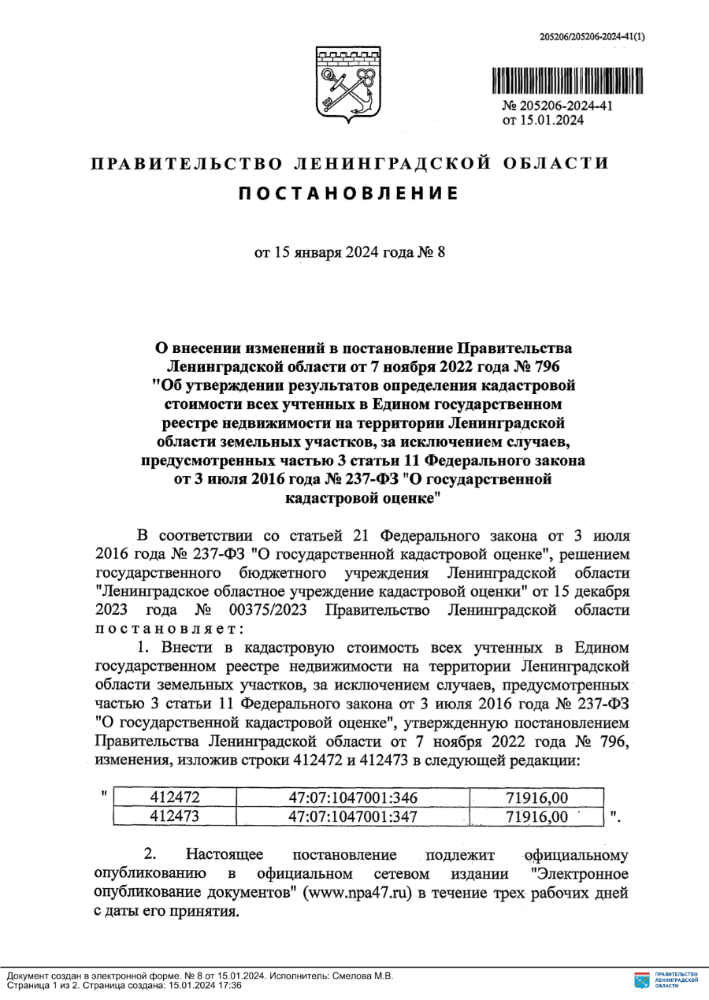 205206/205206-2024-41(1)
№ 205206-2024-41
от 15.01.2024
ПРАВИТЕЛЬСТВО ЛЕНИНГРАДСКОЙ ОБЛАСТИ
ПОСТАНОВЛЕНИЕ
от 15 января 2024 года № 8
О внесении изменений в постановление Правительства
Ленинградской области от 7 ноября 2022 года № 796
"Об утверждении результатов определения кадастровой
стоимости всех учтенных в Едином государственном
реестре недвижимости на территории Ленинградской
области земельных участков, за исключением случаев,
предусмотренных частью 3 статьи 11 Федерального закона
от 3 июля 2016 года № 237-ФЗ "О государственной
кадастровой оценке"
В соответствии со статьей 21 Федерального закона от 3 июля
2016 года № 237-ФЗ "О государственной кадастровой оценке", решением
государственного бюджетного учреждения Ленинградской области
"Ленинградское областное учреждение кадастровой оценки" от 15 декабря
2023 года № 00375/2023 Правительство Ленинградской области
постановляет:
1. Внести в кадастровую стоимость всех учтенных в Едином
государственном реестре недвижимости на территории Ленинградской
области земельных участков, за исключением случаев, предусмотренных
частью 3 статьи 11 Федерального закона от 3 июля 2016 года № 237-ФЗ
"О государственной кадастровой оценке", утвержденную постановлением
Правительства Ленинградской области от 7 ноября 2022 года № 796,
изменения, изложив строки 412472 и 412473 в следующей редакции:
" 412472 47:07:1047001:346 71916,00
412473 47:07:1047001:347 71916,00 ".
2. Настоящее постановление подлежит официальному
опубликованию в официальном сетевом издании "Электронное
опубликование документов" (www.npa47.ru) в течение трех рабочих дней
с даты его принятия.
Документ создан в электронной форме. № 8 от 15.01.2024. Исполнитель: Смелова М.В.
Страница 1 из 2. Страница создана: 15.01.2024 17:36
ПРАВИТЕЛЬСТВО
ЛЕНИНГРАДСКОЙ
ОБЛАСТИ